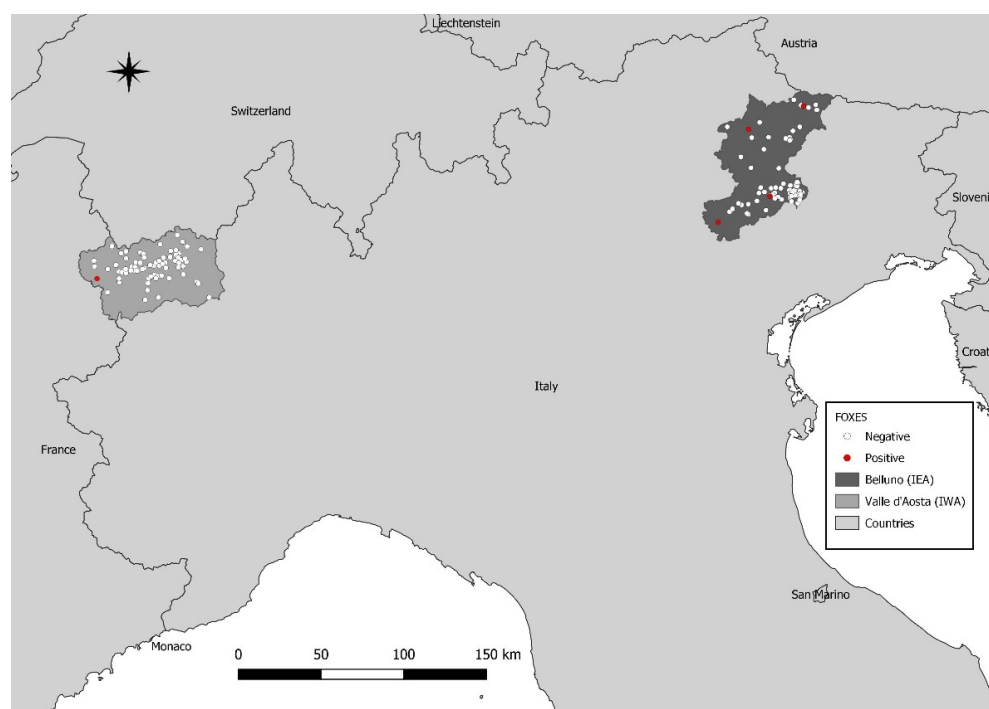 Liechtenstein
Austria
Switzerland
Sloveni
Croat
Italy
France
FOXES
Negative
Positive
Belluno (IEA)
Valle d'Aosta (IWA)
Countries
San Marino
Monaco
0 50 100 150 km